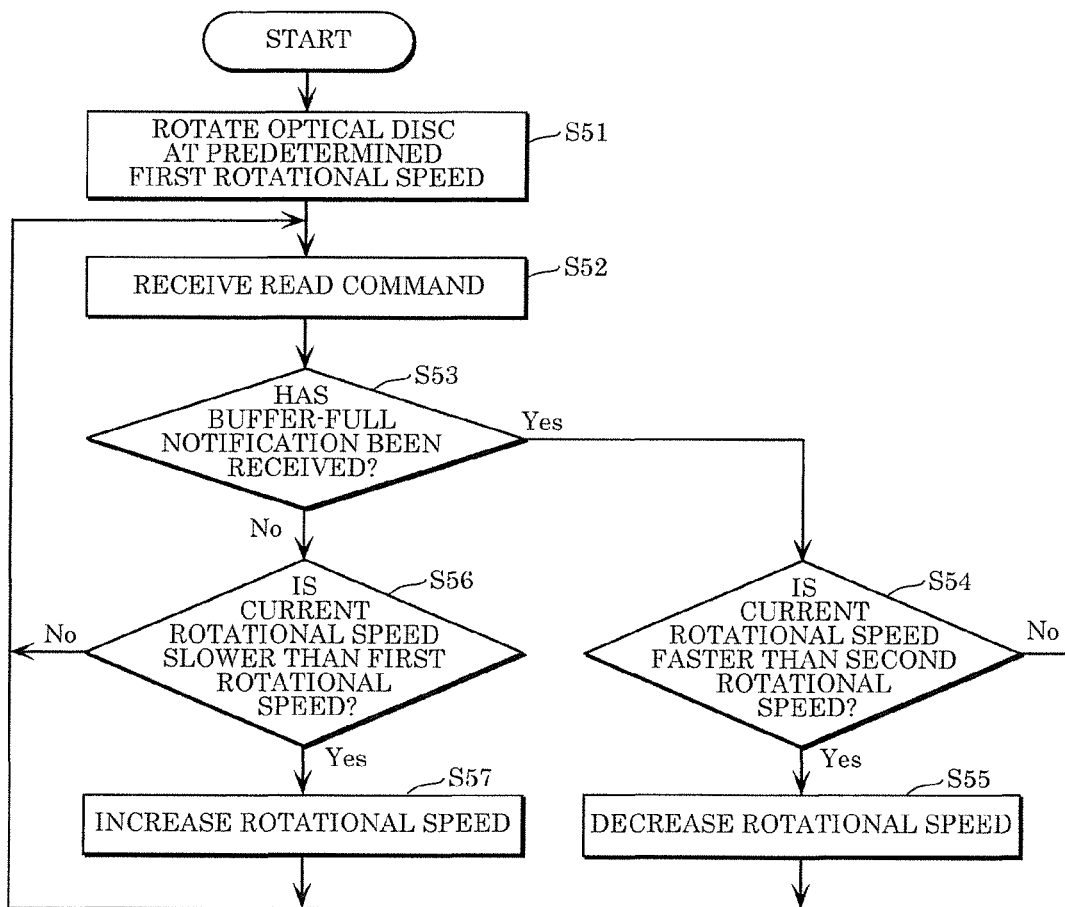 START
ROTATE OPTICAL DISC
AT PREDETERMINED
FIRST ROTATIONAL SPEED
S51
RECEIVE READ COMMAND
S52
HAS
BUFFER-FULL
NOTIFICATION BEEN
RECEIVED?
S53
Yes
No
IS
CURRENT
ROTATIONAL SPEED
SLOWER THAN FIRST
ROTATIONAL
SPEED?
S56
No
Yes
IS
CURRENT
ROTATIONAL SPEED
FASTER THAN SECOND
ROTATIONAL
SPEED?
S54
No
Yes
INCREASE ROTATIONAL SPEED
S57
DECREASE ROTATIONAL SPEED
S55